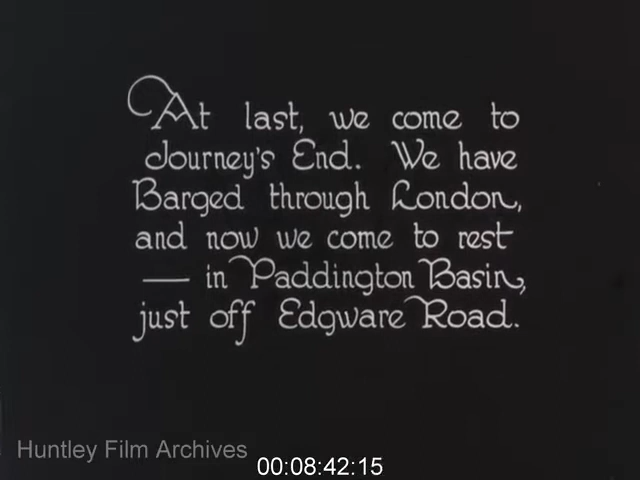 At last, we come to
Journey's End. We have
Barged through London,
and now we come to rest
— in Paddington Basin,
just off Edgware Road.
Huntley Film Archives
00:08:42:15